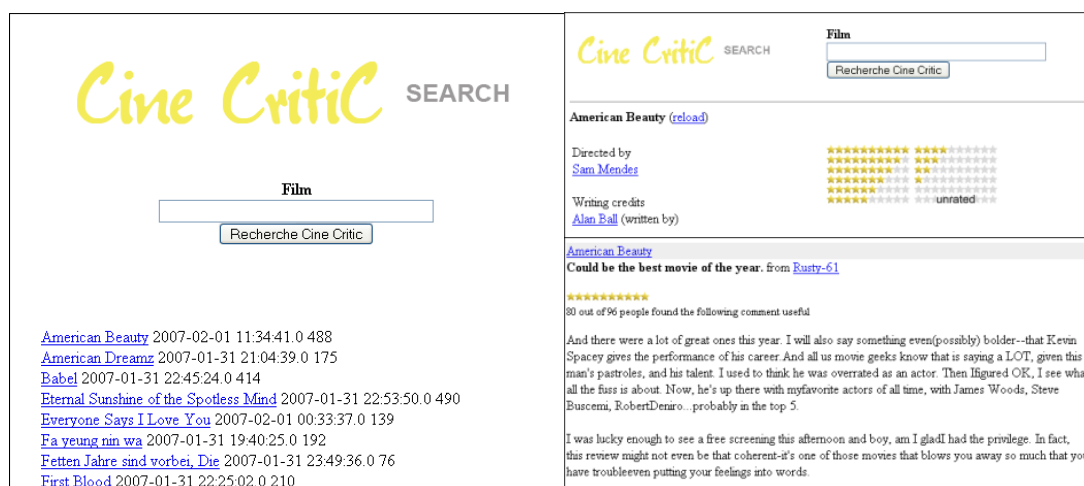 Cine CritiC SEARCH
Film
Recherche Cine Critic
American Beauty 2007-02-01 11:34:41.0 488
American Dreamz 2007-01-31 21:04:39.0 175
Babel 2007-01-31 22:45:24.0 414
Eternal Sunshine of the Spotless Mind 2007-01-31 22:53:50.0 490
Everyone Says I Love You 2007-02-01 00:33:37.0 139
Fa yeung nin wa 2007-01-31 19:40:25.0 192
Fetten Jahre sind vorbei, Die 2007-01-31 23:49:36.0 76
First Blood 2007-01-31 22:25:02.0 210
Cine CritiC SEARCH
Film
Recherche Cine Critic
American Beauty (reload)
Directed by
Sam Mendes
Writing credits
Alan Ball (written by)
unrated
American Beauty
Could be the best movie of the year. from Rusty-61
80 out of 96 people found the following comment useful
And there were a lot of great ones this year. I will also say something even(possibly) bolder--that Kevin
Spacey gives the performance of his career.And all us movie geeks know that is saying a LOT, given this
man's pastroles, and his talent. I used to think he was overrated as an actor. Then Ifigured OK, I see wha
all the fuss is about. Now, he's up there with myfavorite actors of all time, with James Woods, Steve
Buscemi, RobertDeniro...probably in the top 5.
I was lucky enough to see a free screening this afternoon and boy, am I gladI had the privilege. In fact,
this review might not even be that coherent-it's one of those movies that blows you away so much that you
have troubleeven putting your feelings into words.